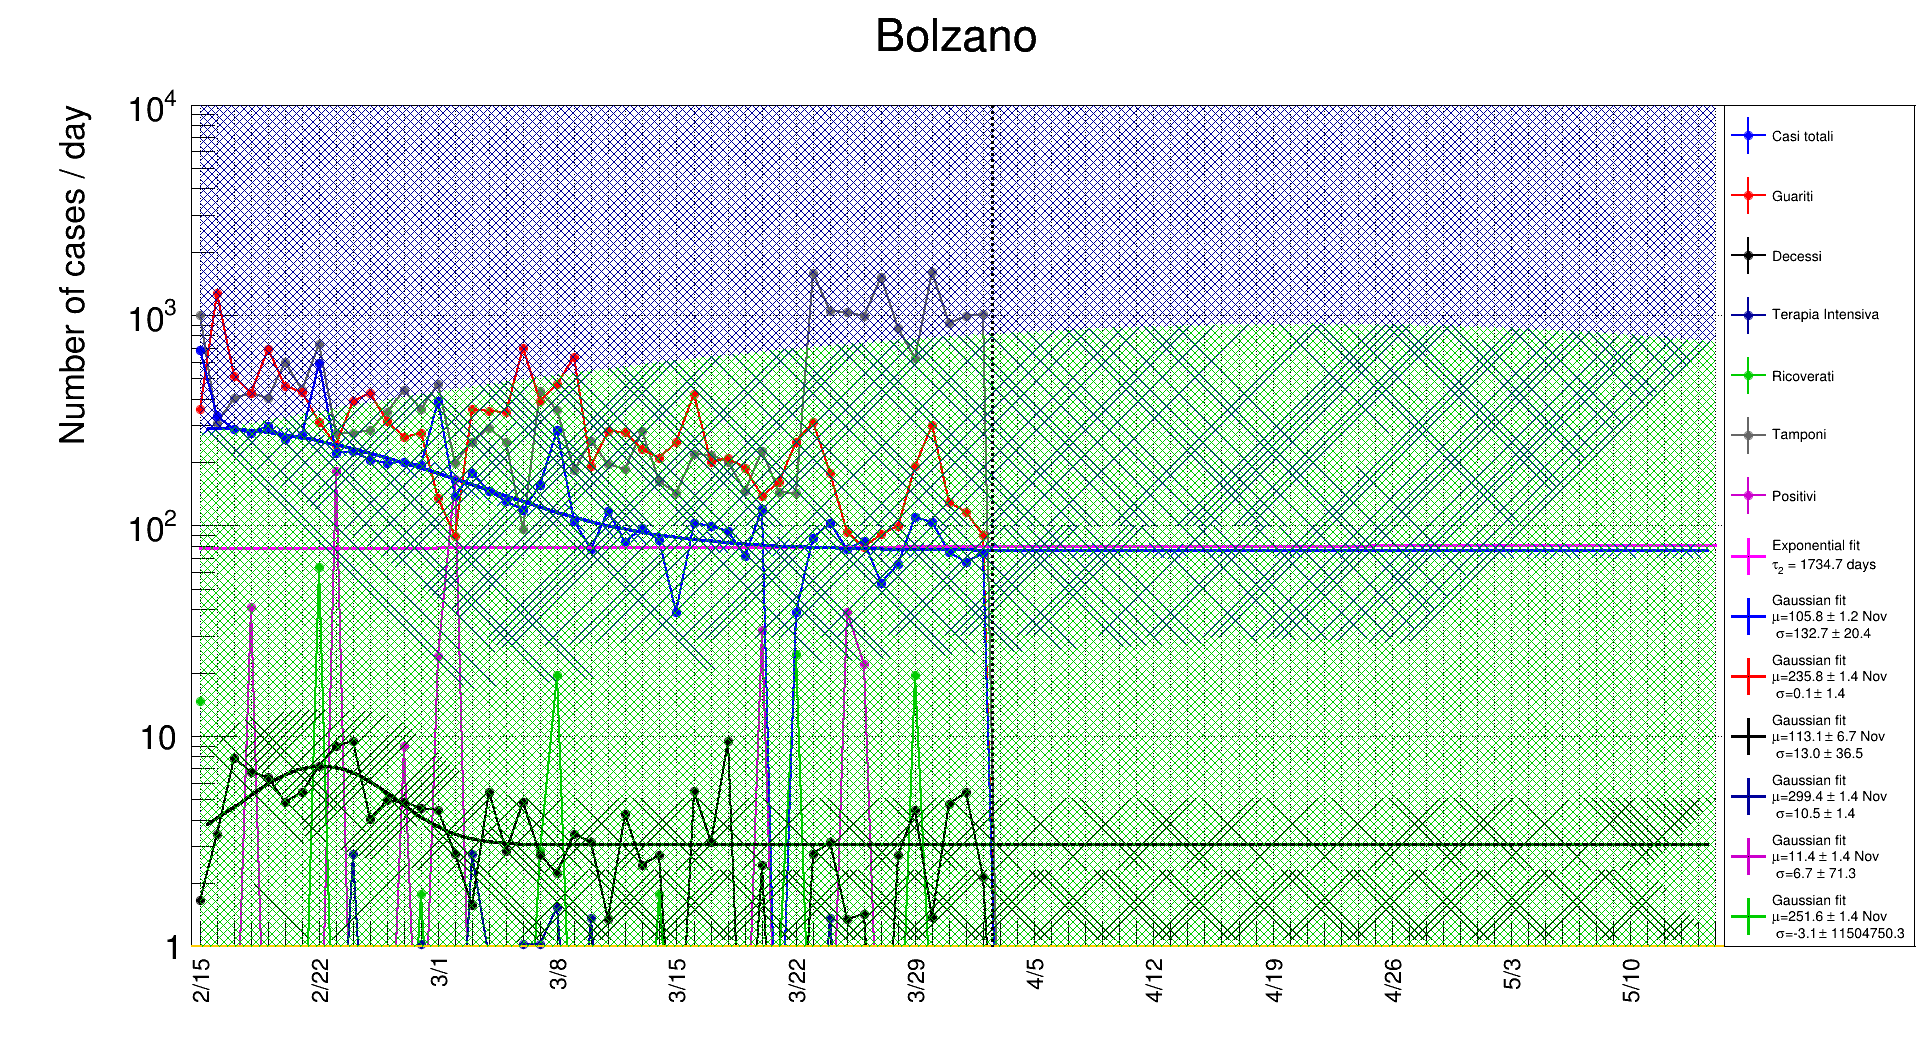 Bolzano
Number of cases / day
10⁴
10³
10²
10
1
2/15
2/22
3/1
3/8
3/15
3/22
3/29
4/5
4/12
4/19
4/26
5/3
5/10
Casi totali
Guariti
Decessi
Terapia Intensiva
Ricoverati
Tamponi
Positivi
Exponential fit
τ₂ = 1734.7 days
Gaussian fit
μ=105.8 ± 1.2 Nov
σ=132.7 ± 20.4
Gaussian fit
μ=235.8 ± 1.4 Nov
σ=0.1 ± 1.4
Gaussian fit
μ=113.1 ± 6.7 Nov
σ=13.0 ± 36.5
Gaussian fit
μ=299.4 ± 1.4 Nov
σ=10.5 ± 1.4
Gaussian fit
μ=11.4 ± 1.4 Nov
σ=6.7 ± 71.3
Gaussian fit
μ=251.6 ± 1.4 Nov
σ=-3.1 ± 11504750.3